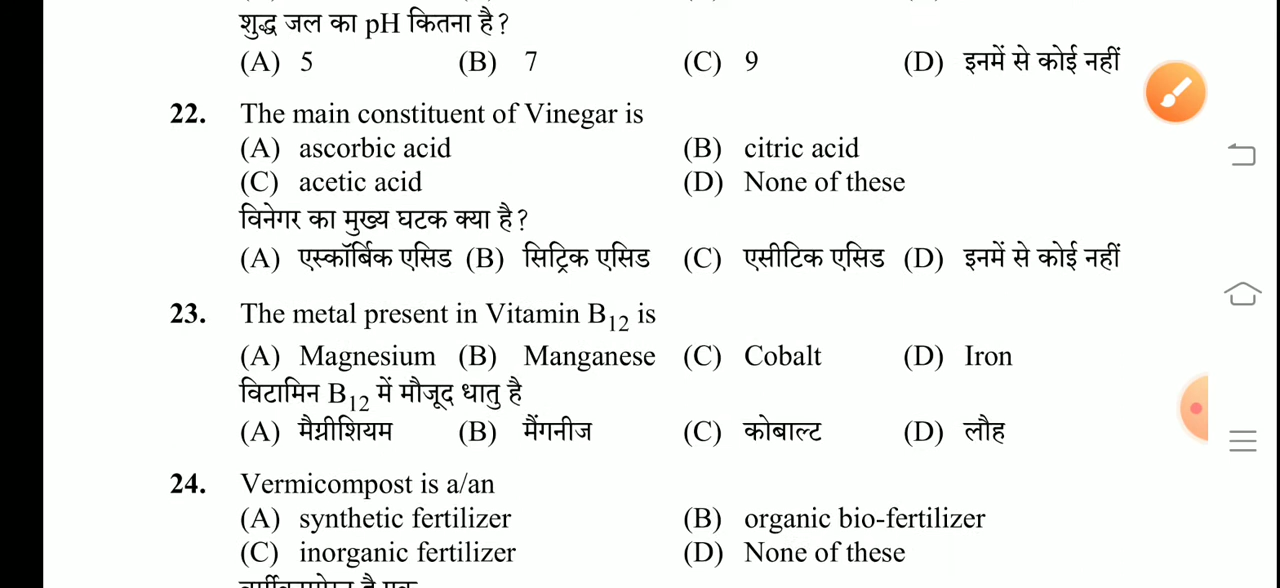 शुद्ध जल का pH कितना है?
(A) 5 (B) 7 (C) 9 (D) इनमें से कोई नहीं
22. The main constituent of Vinegar is
(A) ascorbic acid (B) citric acid
(C) acetic acid (D) None of these
विनेगर का मुख्य घटक क्या है?
(A) एस्कॉर्बिक एसिड (B) सिट्रिक एसिड (C) एसीटिक एसिड (D) इनमें से कोई नहीं
23. The metal present in Vitamin B12 is
(A) Magnesium (B) Manganese (C) Cobalt (D) Iron
विटामिन B12 में मौजूद धातु है
(A) मैग्नीशियम (B) मैंगनीज (C) कोबाल्ट (D) लौह
24. Vermicompost is a/an
(A) synthetic fertilizer (B) organic bio-fertilizer
(C) inorganic fertilizer (D) None of these